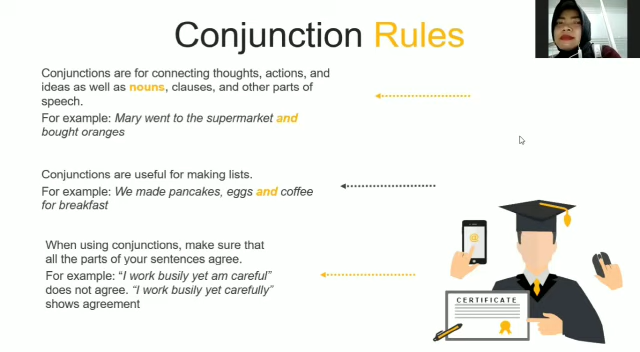 Conjunction Rules
Conjunctions are for connecting thoughts, actions, and
ideas as well as nouns, clauses, and other parts of
speech.
For example: Mary went to the supermarket and
bought oranges
Conjunctions are useful for making lists.
For example: We made pancakes, eggs and coffee
for breakfast
When using conjunctions, make sure that
all the parts of your sentences agree.
For example: “I work busily yet am careful”
does not agree. “I work busily yet carefully”
shows agreement
@
CERTIFICATE